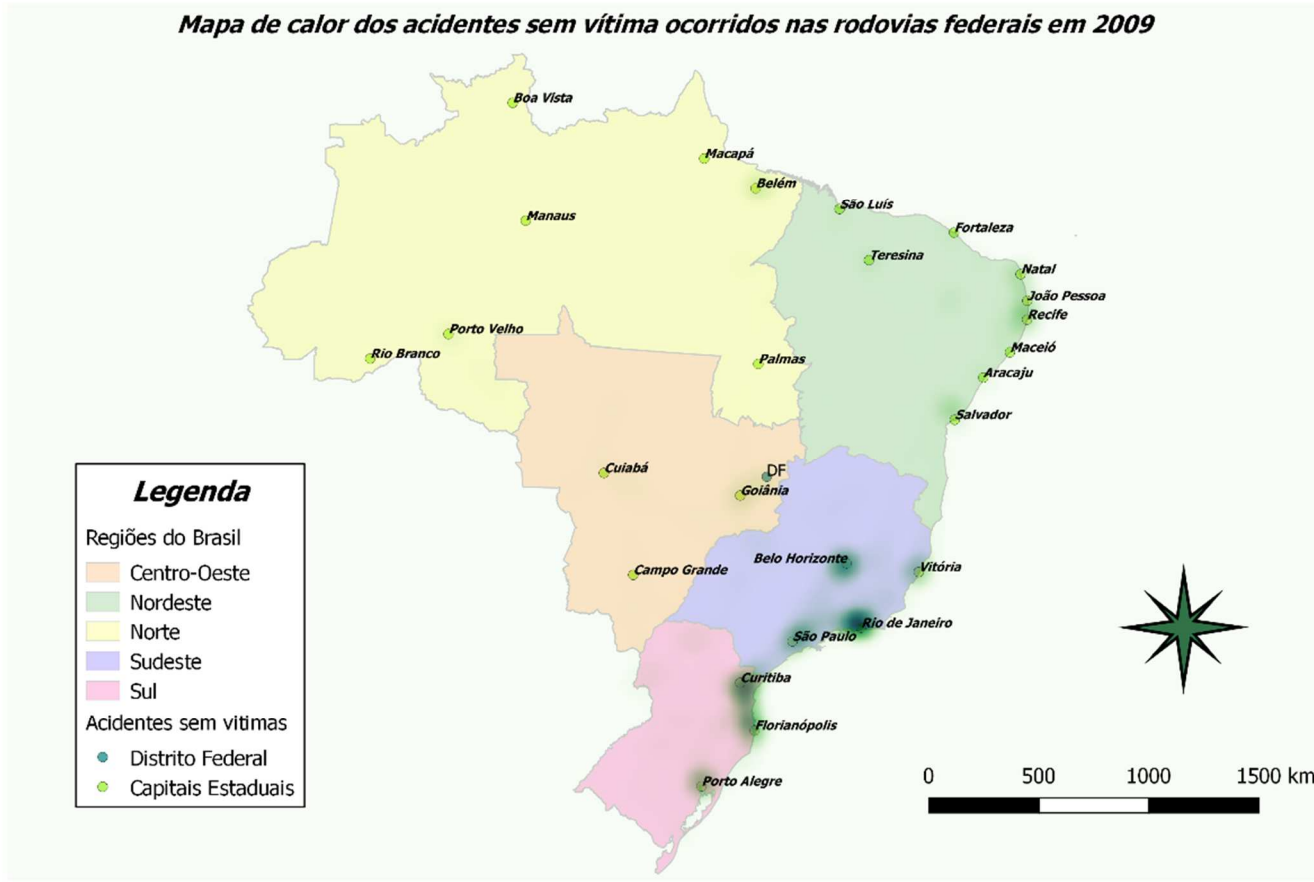 Mapa de calor dos acidentes sem vítima ocorridos nas rodovias federais em 2009
Boa Vista
Macapá
Belém
São Luís
Manaus
Fortaleza
Teresina
Natal
João Pessoa
Recife
Porto Velho
Rio Branco
Palmas
Maceió
Aracaju
Salvador
Cuiabá
DF
Goiânia
Belo Horizonte
Vitória
Campo Grande
Rio de Janeiro
São Paulo
Curitiba
Florianópolis
Porto Alegre
Legenda
Regiões do Brasil
Centro-Oeste
Nordeste
Norte
Sudeste
Sul
Acidentes sem vitimas
Distrito Federal
Capitais Estaduais
0 500 1000 1500 km